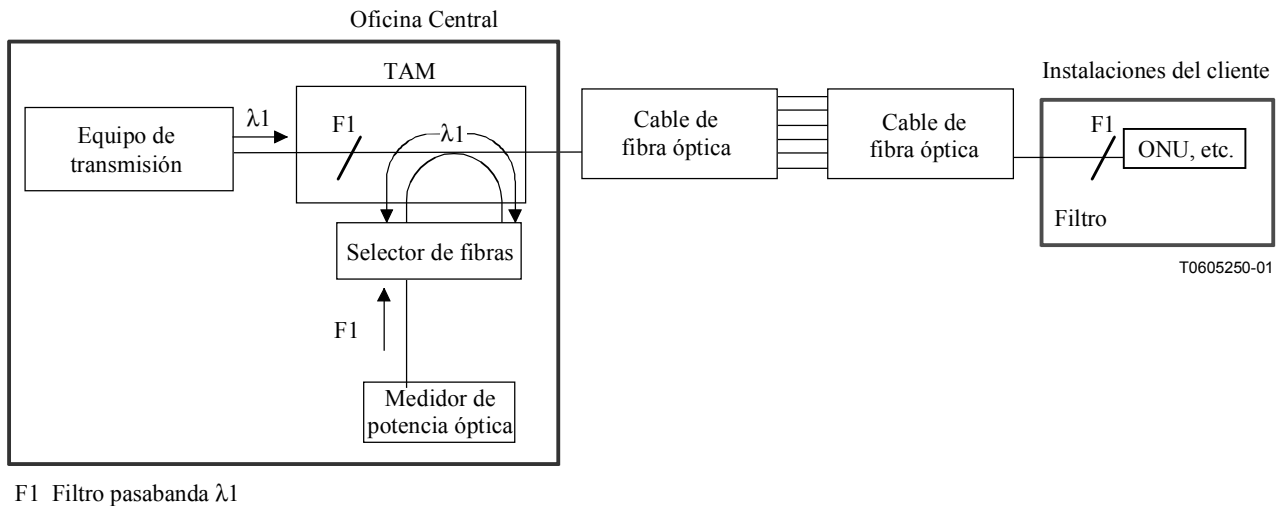 Oficina Central
TAM
Instalaciones del cliente
Equipo de
transmisión
λ1
F1
λ1
Cable de
fibra óptica
Cable de
fibra óptica
F1
ONU, etc.
Filtro
Selector de fibras
T0605250-01
F1
Medidor de
potencia óptica
F1 Filtro pasabanda λ1